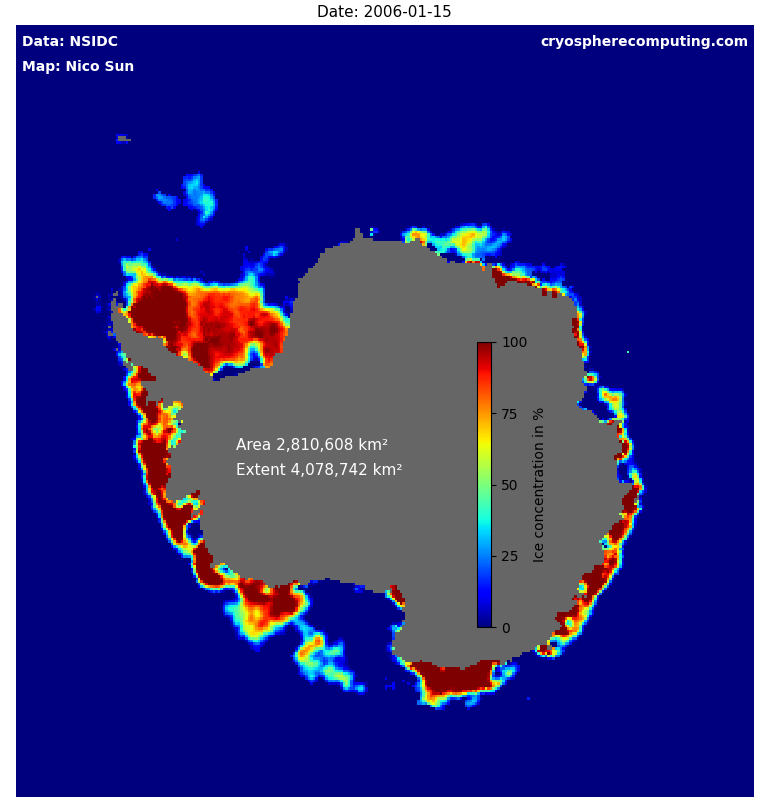 Date: 2006-01-15
Data: NSIDC
cryospherecomputing.com
Map: Nico Sun
100
75
50
25
0
Ice concentration in %
Area 2,810,608 km²
Extent 4,078,742 km²